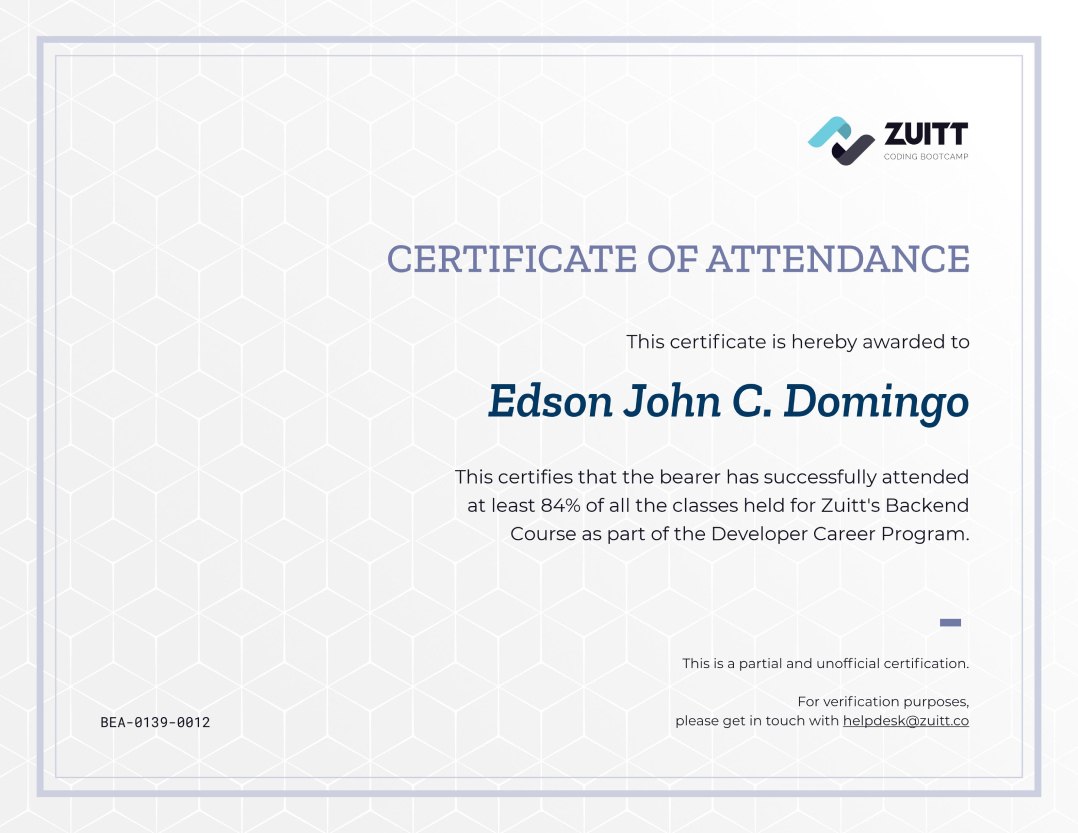 ZUITT
CODING BOOTCAMP
CERTIFICATE OF ATTENDANCE
This certificate is hereby awarded to
Edson John C. Domingo
This certifies that the bearer has successfully attended
at least 84% of all the classes held for Zuitt's Backend
Course as part of the Developer Career Program.
This is a partial and unofficial certification.
For verification purposes,
please get in touch with helpdesk@zuitt.co
BEA-0139-0012